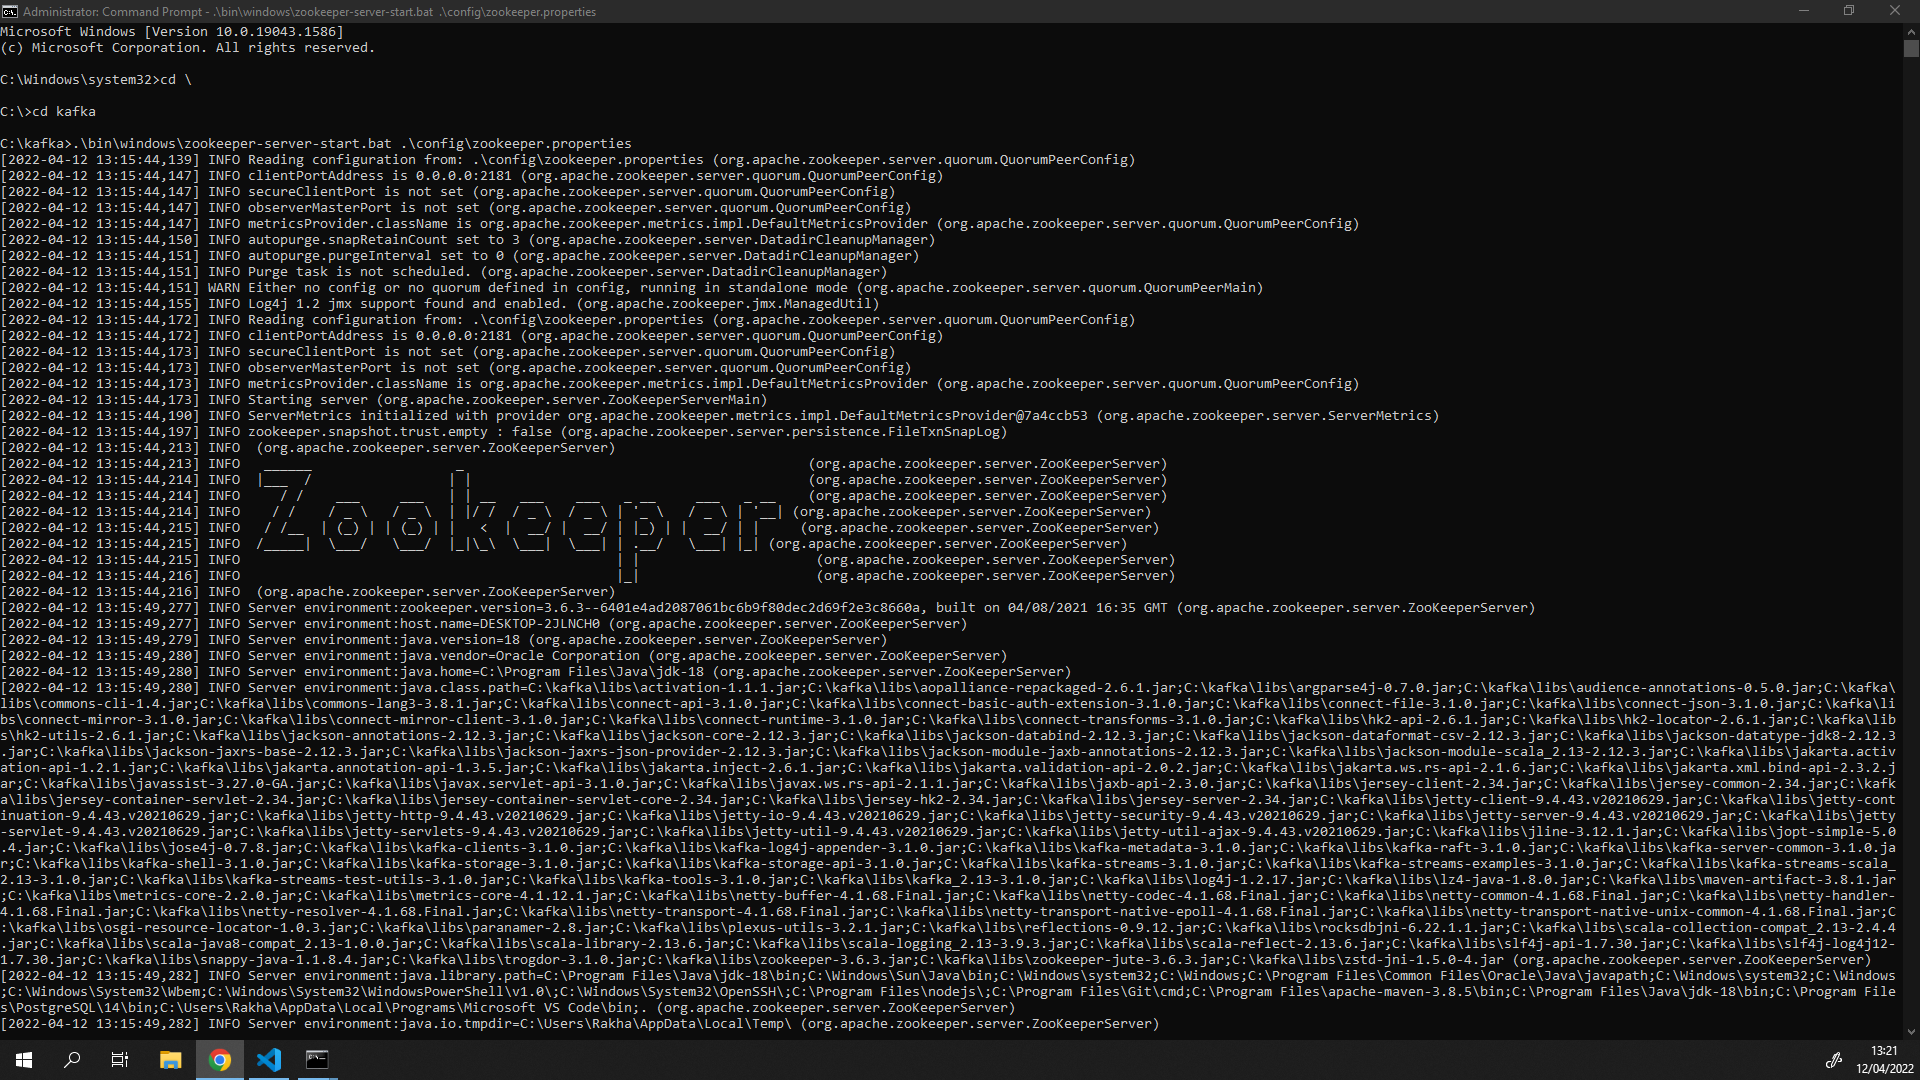 Administrator: Command Prompt - .\bin\windows\zookeeper-server-start.bat .\config\zookeeper.properties
Microsoft Windows [Version 10.0.19043.1586]
(c) Microsoft Corporation. All rights reserved.
C:\Windows\system32>cd \
C:\>cd kafka
C:\kafka>.\bin\windows\zookeeper-server-start.bat .\config\zookeeper.properties
[2022-04-12 13:15:44,139] INFO Reading configuration from: .\config\zookeeper.properties (org.apache.zookeeper.server.quorum.QuorumPeerConfig)
[2022-04-12 13:15:44,147] INFO clientPortAddress is 0.0.0.0:2181 (org.apache.zookeeper.server.quorum.QuorumPeerConfig)
[2022-04-12 13:15:44,147] INFO secureClientPort is not set (org.apache.zookeeper.server.quorum.QuorumPeerConfig)
[2022-04-12 13:15:44,147] INFO observerMasterPort is not set (org.apache.zookeeper.server.quorum.QuorumPeerConfig)
[2022-04-12 13:15:44,147] INFO metricsProvider.className is org.apache.zookeeper.metrics.impl.DefaultMetricsProvider (org.apache.zookeeper.server.quorum.QuorumPeerConfig)
[2022-04-12 13:15:44,150] INFO autopurge.snapRetainCount set to 3 (org.apache.zookeeper.server.DatadirCleanupManager)
[2022-04-12 13:15:44,151] INFO autopurge.purgeInterval set to 0 (org.apache.zookeeper.server.DatadirCleanupManager)
[2022-04-12 13:15:44,151] INFO Purge task is not scheduled. (org.apache.zookeeper.server.DatadirCleanupManager)
[2022-04-12 13:15:44,151] WARN Either no config or no quorum defined in config, running in standalone mode (org.apache.zookeeper.server.quorum.QuorumPeerMain)
[2022-04-12 13:15:44,155] INFO Log4j 1.2 jmx support found and enabled. (org.apache.zookeeper.jmx.ManagedUtil)
[2022-04-12 13:15:44,172] INFO Reading configuration from: .\config\zookeeper.properties (org.apache.zookeeper.server.quorum.QuorumPeerConfig)
[2022-04-12 13:15:44,172] INFO clientPortAddress is 0.0.0.0:2181 (org.apache.zookeeper.server.quorum.QuorumPeerConfig)
[2022-04-12 13:15:44,173] INFO secureClientPort is not set (org.apache.zookeeper.server.quorum.QuorumPeerConfig)
[2022-04-12 13:15:44,173] INFO observerMasterPort is not set (org.apache.zookeeper.server.quorum.QuorumPeerConfig)
[2022-04-12 13:15:44,173] INFO metricsProvider.className is org.apache.zookeeper.metrics.impl.DefaultMetricsProvider (org.apache.zookeeper.server.quorum.QuorumPeerConfig)
[2022-04-12 13:15:44,173] INFO Starting server (org.apache.zookeeper.server.ZooKeeperServerMain)
[2022-04-12 13:15:44,190] INFO ServerMetrics initialized with provider org.apache.zookeeper.metrics.impl.DefaultMetricsProvider@7a4ccb53 (org.apache.zookeeper.server.ServerMetrics)
[2022-04-12 13:15:44,197] INFO zookeeper.snapshot.trust.empty : false (org.apache.zookeeper.server.persistence.FileTxnSnapLog)
[2022-04-12 13:15:44,213] INFO  (org.apache.zookeeper.server.ZooKeeperServer)
[2022-04-12 13:15:44,213] INFO   ______                  _                                           (org.apache.zookeeper.server.ZooKeeperServer)
[2022-04-12 13:15:44,214] INFO  |___  /                 | |                                          (org.apache.zookeeper.server.ZooKeeperServer)
[2022-04-12 13:15:44,214] INFO     / /    ___     ___   | | __   ___    ___   _ __     ___   _ __    (org.apache.zookeeper.server.ZooKeeperServer)
[2022-04-12 13:15:44,214] INFO    / /    / _ \   / _ \  | |/ /  / _ \  / _ \ | '_ \   / _ \ | '__| (org.apache.zookeeper.server.ZooKeeperServer)
[2022-04-12 13:15:44,215] INFO   / /__  | (_) | | (_) | |   <  |  __/ |  __/ | |_) | |  __/ | |     (org.apache.zookeeper.server.ZooKeeperServer)
[2022-04-12 13:15:44,215] INFO  /_____|  \___/   \___/  |_|\_\  \___|  \___| | .__/   \___| |_| (org.apache.zookeeper.server.ZooKeeperServer)
[2022-04-12 13:15:44,215] INFO                                               | |                      (org.apache.zookeeper.server.ZooKeeperServer)
[2022-04-12 13:15:44,216] INFO                                               |_|                      (org.apache.zookeeper.server.ZooKeeperServer)
[2022-04-12 13:15:44,216] INFO  (org.apache.zookeeper.server.ZooKeeperServer)
[2022-04-12 13:15:49,277] INFO Server environment:zookeeper.version=3.6.3--6401e4ad2087061bc6b9f80dec2d69f2e3c8660a, built on 04/08/2021 16:35 GMT (org.apache.zookeeper.server.ZooKeeperServer)
[2022-04-12 13:15:49,277] INFO Server environment:host.name=DESKTOP-2JLNCH0 (org.apache.zookeeper.server.ZooKeeperServer)
[2022-04-12 13:15:49,279] INFO Server environment:java.version=18 (org.apache.zookeeper.server.ZooKeeperServer)
[2022-04-12 13:15:49,280] INFO Server environment:java.vendor=Oracle Corporation (org.apache.zookeeper.server.ZooKeeperServer)
[2022-04-12 13:15:49,280] INFO Server environment:java.home=C:\Program Files\Java\jdk-18 (org.apache.zookeeper.server.ZooKeeperServer)
[2022-04-12 13:15:49,280] INFO Server environment:java.class.path=C:\kafka\libs\activation-1.1.1.jar;C:\kafka\libs\aopalliance-repackaged-2.6.1.jar;C:\kafka\libs\argparse4j-0.7.0.jar;C:\kafka\libs\audience-annotations-0.5.0.jar;C:\kafka\
libs\commons-cli-1.4.jar;C:\kafka\libs\commons-lang3-3.8.1.jar;C:\kafka\libs\connect-api-3.1.0.jar;C:\kafka\libs\connect-basic-auth-extension-3.1.0.jar;C:\kafka\libs\connect-file-3.1.0.jar;C:\kafka\libs\connect-json-3.1.0.jar;C:\kafka\li
bs\connect-mirror-3.1.0.jar;C:\kafka\libs\connect-mirror-client-3.1.0.jar;C:\kafka\libs\connect-runtime-3.1.0.jar;C:\kafka\libs\connect-transforms-3.1.0.jar;C:\kafka\libs\hk2-api-2.6.1.jar;C:\kafka\libs\hk2-locator-2.6.1.jar;C:\kafka\lib
s\hk2-utils-2.6.1.jar;C:\kafka\libs\jackson-annotations-2.12.3.jar;C:\kafka\libs\jackson-core-2.12.3.jar;C:\kafka\libs\jackson-databind-2.12.3.jar;C:\kafka\libs\jackson-dataformat-csv-2.12.3.jar;C:\kafka\libs\jackson-datatype-jdk8-2.12.3
.jar;C:\kafka\libs\jackson-jaxrs-base-2.12.3.jar;C:\kafka\libs\jackson-jaxrs-json-provider-2.12.3.jar;C:\kafka\libs\jackson-module-jaxb-annotations-2.12.3.jar;C:\kafka\libs\jackson-module-scala_2.13-2.12.3.jar;C:\kafka\libs\jakarta.activ
ation-api-1.2.1.jar;C:\kafka\libs\jakarta.annotation-api-1.3.5.jar;C:\kafka\libs\jakarta.inject-2.6.1.jar;C:\kafka\libs\jakarta.validation-api-2.0.2.jar;C:\kafka\libs\jakarta.ws.rs-api-2.1.6.jar;C:\kafka\libs\jakarta.xml.bind-api-2.3.2.j
ar;C:\kafka\libs\javassist-3.27.0-GA.jar;C:\kafka\libs\javax.servlet-api-3.1.0.jar;C:\kafka\libs\javax.ws.rs-api-2.1.1.jar;C:\kafka\libs\jaxb-api-2.3.0.jar;C:\kafka\libs\jersey-client-2.34.jar;C:\kafka\libs\jersey-common-2.34.jar;C:\kafk
a\libs\jersey-container-servlet-2.34.jar;C:\kafka\libs\jersey-container-servlet-core-2.34.jar;C:\kafka\libs\jersey-hk2-2.34.jar;C:\kafka\libs\jersey-server-2.34.jar;C:\kafka\libs\jetty-client-9.4.43.v20210629.jar;C:\kafka\libs\jetty-cont
inuation-9.4.43.v20210629.jar;C:\kafka\libs\jetty-http-9.4.43.v20210629.jar;C:\kafka\libs\jetty-io-9.4.43.v20210629.jar;C:\kafka\libs\jetty-security-9.4.43.v20210629.jar;C:\kafka\libs\jetty-server-9.4.43.v20210629.jar;C:\kafka\libs\jetty
-servlet-9.4.43.v20210629.jar;C:\kafka\libs\jetty-servlets-9.4.43.v20210629.jar;C:\kafka\libs\jetty-util-9.4.43.v20210629.jar;C:\kafka\libs\jetty-util-ajax-9.4.43.v20210629.jar;C:\kafka\libs\jline-3.12.1.jar;C:\kafka\libs\jopt-simple-5.0
.4.jar;C:\kafka\libs\jose4j-0.7.8.jar;C:\kafka\libs\kafka-clients-3.1.0.jar;C:\kafka\libs\kafka-log4j-appender-3.1.0.jar;C:\kafka\libs\kafka-metadata-3.1.0.jar;C:\kafka\libs\kafka-raft-3.1.0.jar;C:\kafka\libs\kafka-server-common-3.1.0.ja
r;C:\kafka\libs\kafka-shell-3.1.0.jar;C:\kafka\libs\kafka-storage-3.1.0.jar;C:\kafka\libs\kafka-storage-api-3.1.0.jar;C:\kafka\libs\kafka-streams-3.1.0.jar;C:\kafka\libs\kafka-streams-examples-3.1.0.jar;C:\kafka\libs\kafka-streams-scala_
2.13-3.1.0.jar;C:\kafka\libs\kafka-streams-test-utils-3.1.0.jar;C:\kafka\libs\kafka-tools-3.1.0.jar;C:\kafka\libs\kafka_2.13-3.1.0.jar;C:\kafka\libs\log4j-1.2.17.jar;C:\kafka\libs\lz4-java-1.8.0.jar;C:\kafka\libs\maven-artifact-3.8.1.jar
;C:\kafka\libs\metrics-core-2.2.0.jar;C:\kafka\libs\metrics-core-4.1.12.1.jar;C:\kafka\libs\netty-buffer-4.1.68.Final.jar;C:\kafka\libs\netty-codec-4.1.68.Final.jar;C:\kafka\libs\netty-common-4.1.68.Final.jar;C:\kafka\libs\netty-handler-
4.1.68.Final.jar;C:\kafka\libs\netty-resolver-4.1.68.Final.jar;C:\kafka\libs\netty-transport-4.1.68.Final.jar;C:\kafka\libs\netty-transport-native-epoll-4.1.68.Final.jar;C:\kafka\libs\netty-transport-native-unix-common-4.1.68.Final.jar;C
:\kafka\libs\osgi-resource-locator-1.0.3.jar;C:\kafka\libs\paranamer-2.8.jar;C:\kafka\libs\plexus-utils-3.2.1.jar;C:\kafka\libs\reflections-0.9.12.jar;C:\kafka\libs\rocksdbjni-6.22.1.1.jar;C:\kafka\libs\scala-collection-compat_2.13-2.4.4
.jar;C:\kafka\libs\scala-java8-compat_2.13-1.0.0.jar;C:\kafka\libs\scala-library-2.13.6.jar;C:\kafka\libs\scala-logging_2.13-3.9.3.jar;C:\kafka\libs\scala-reflect-2.13.6.jar;C:\kafka\libs\slf4j-api-1.7.30.jar;C:\kafka\libs\slf4j-log4j12-
1.7.30.jar;C:\kafka\libs\snappy-java-1.1.8.4.jar;C:\kafka\libs\trogdor-3.1.0.jar;C:\kafka\libs\zookeeper-3.6.3.jar;C:\kafka\libs\zookeeper-jute-3.6.3.jar;C:\kafka\libs\zstd-jni-1.5.0-4.jar (org.apache.zookeeper.server.ZooKeeperServer)
[2022-04-12 13:15:49,282] INFO Server environment:java.library.path=C:\Program Files\Java\jdk-18\bin;C:\Windows\Sun\Java\bin;C:\Windows\system32;C:\Windows;C:\Program Files\Common Files\Oracle\Java\javapath;C:\Windows\system32;C:\Windows
;C:\Windows\System32\Wbem;C:\Windows\System32\WindowsPowerShell\v1.0\;C:\Windows\System32\OpenSSH\;C:\Program Files\nodejs\;C:\Program Files\Git\cmd;C:\Program Files\apache-maven-3.8.5\bin;C:\Program Files\Java\jdk-18\bin;C:\Program File
s\PostgreSQL\14\bin;C:\Users\Rakha\AppData\Local\Programs\Microsoft VS Code\bin;. (org.apache.zookeeper.server.ZooKeeperServer)
[2022-04-12 13:15:49,282] INFO Server environment:java.io.tmpdir=C:\Users\Rakha\AppData\Local\Temp\ (org.apache.zookeeper.server.ZooKeeperServer)
13:21
12/04/2022